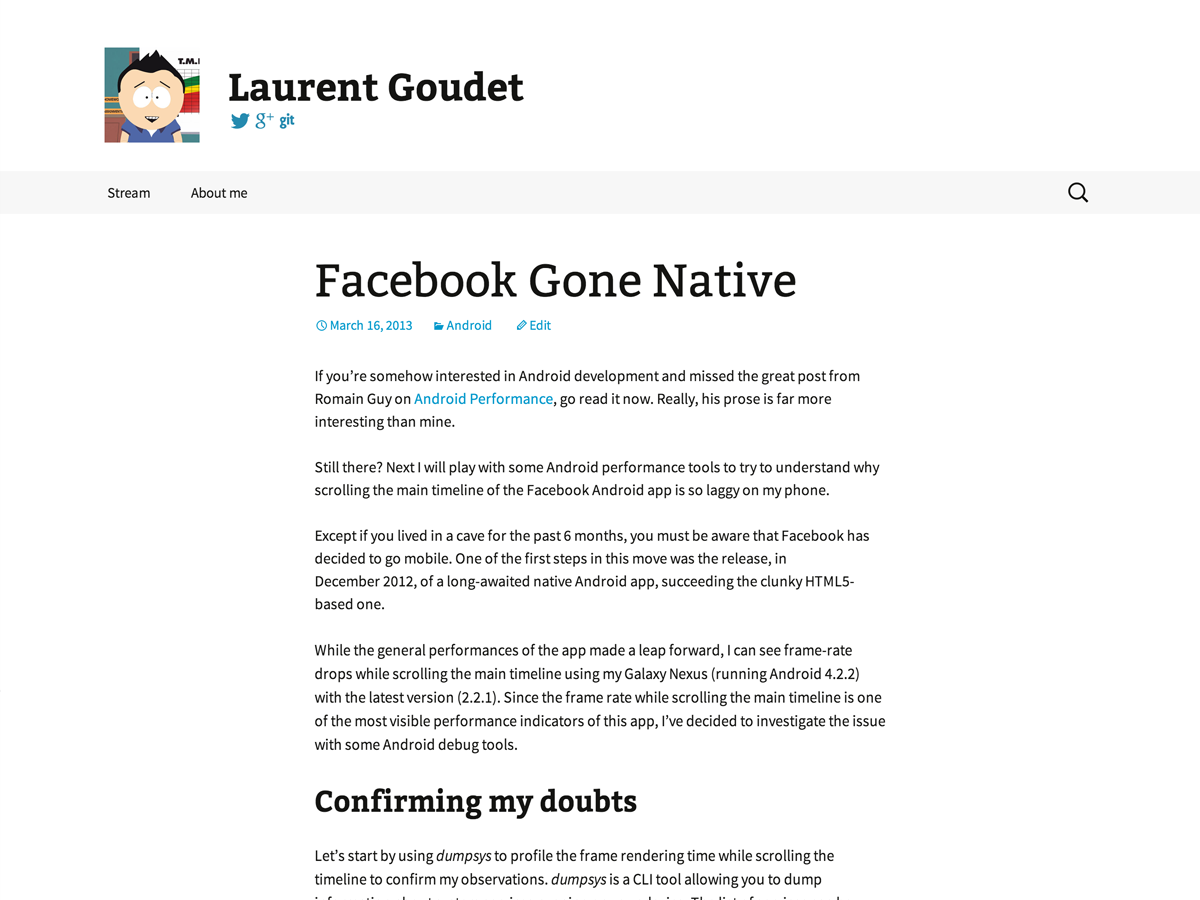 T.M.I
Laurent Goudet
g+ git
Stream About me
Facebook Gone Native
March 16, 2013 Android Edit
If you’re somehow interested in Android development and missed the great post from
Romain Guy on Android Performance, go read it now. Really, his prose is far more
interesting than mine.
Still there? Next I will play with some Android performance tools to try to understand why
scrolling the main timeline of the Facebook Android app is so laggy on my phone.
Except if you lived in a cave for the past 6 months, you must be aware that Facebook has
decided to go mobile. One of the first steps in this move was the release, in
December 2012, of a long-awaited native Android app, succeeding the clunky HTML5-
based one.
While the general performances of the app made a leap forward, I can see frame-rate
drops while scrolling the main timeline using my Galaxy Nexus (running Android 4.2.2)
with the latest version (2.2.1). Since the frame rate while scrolling the main timeline is one
of the most visible performance indicators of this app, I’ve decided to investigate the issue
with some Android debug tools.
Confirming my doubts
Let’s start by using dumpsys to profile the frame rendering time while scrolling the
timeline to confirm my observations. dumpsys is a CLI tool allowing you to dump